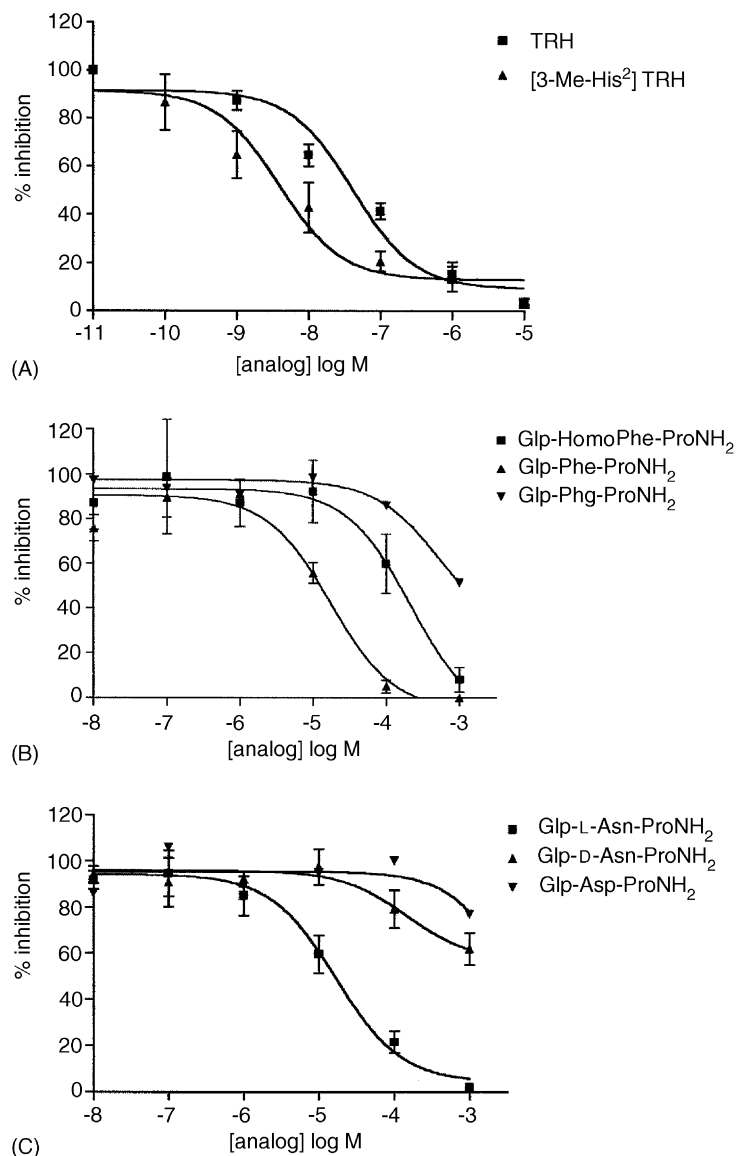 TRH
[3-Me-His²] TRH
% inhibition
120
100
80
60
40
20
0
-11 -10 -9 -8 -7 -6 -5
[analog] log M
(A)
Glp-HomoPhe-ProNH₂
Glp-Phe-ProNH₂
Glp-Phg-ProNH₂
% inhibition
120
100
80
60
40
20
0
-8 -7 -6 -5 -4 -3
[analog] log M
(B)
Glp-L-Asn-ProNH₂
Glp-D-Asn-ProNH₂
Glp-Asp-ProNH₂
% inhibition
120
100
80
60
40
20
0
-8 -7 -6 -5 -4 -3
[analog] log M
(C)